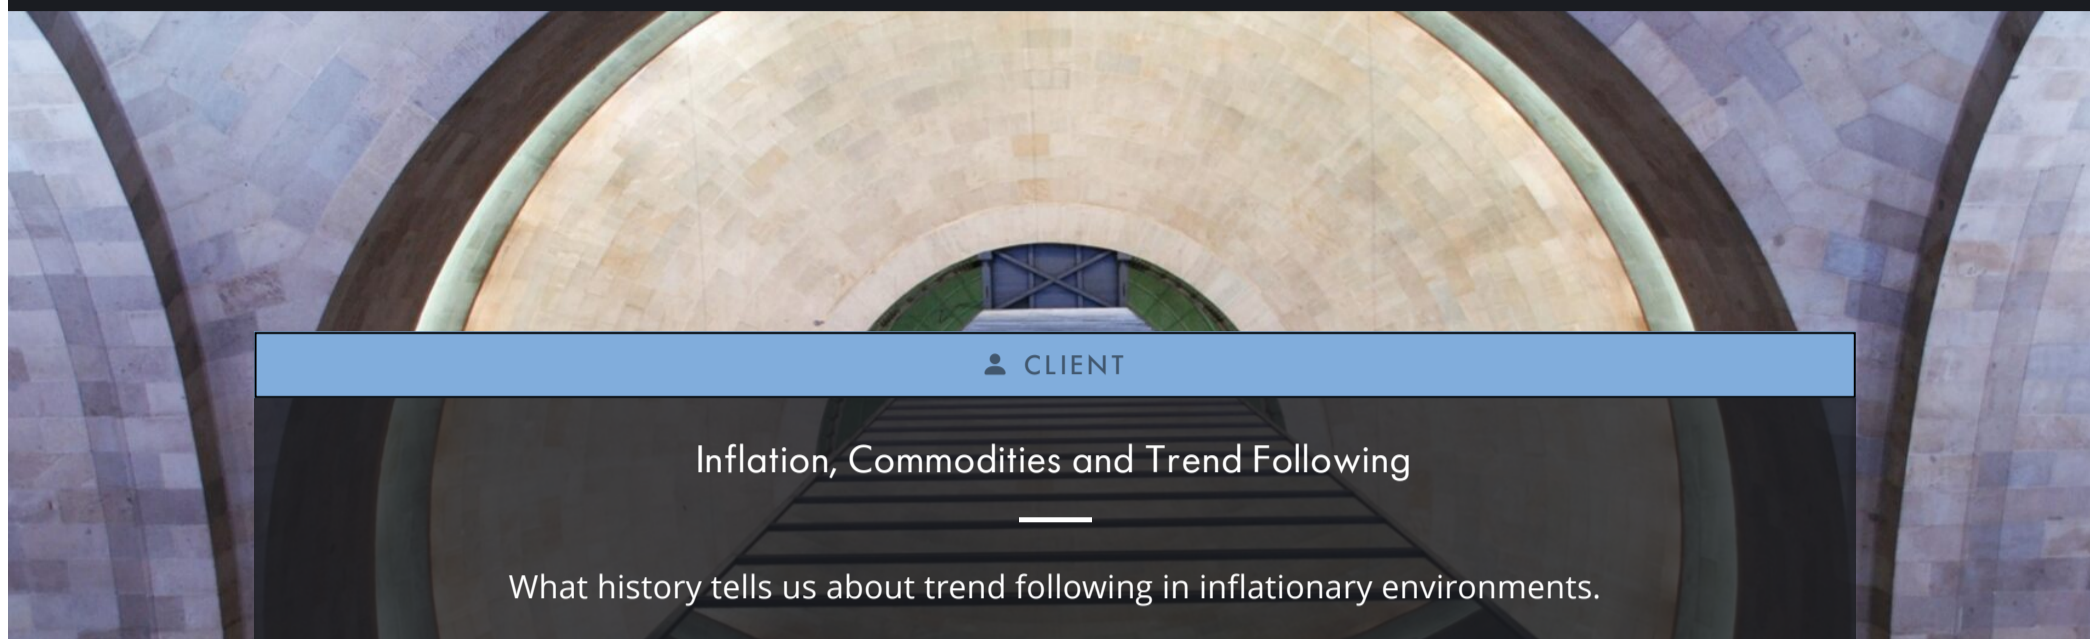 CLIENT
Inflation, Commodities and Trend Following
What history tells us about trend following in inflationary environments.